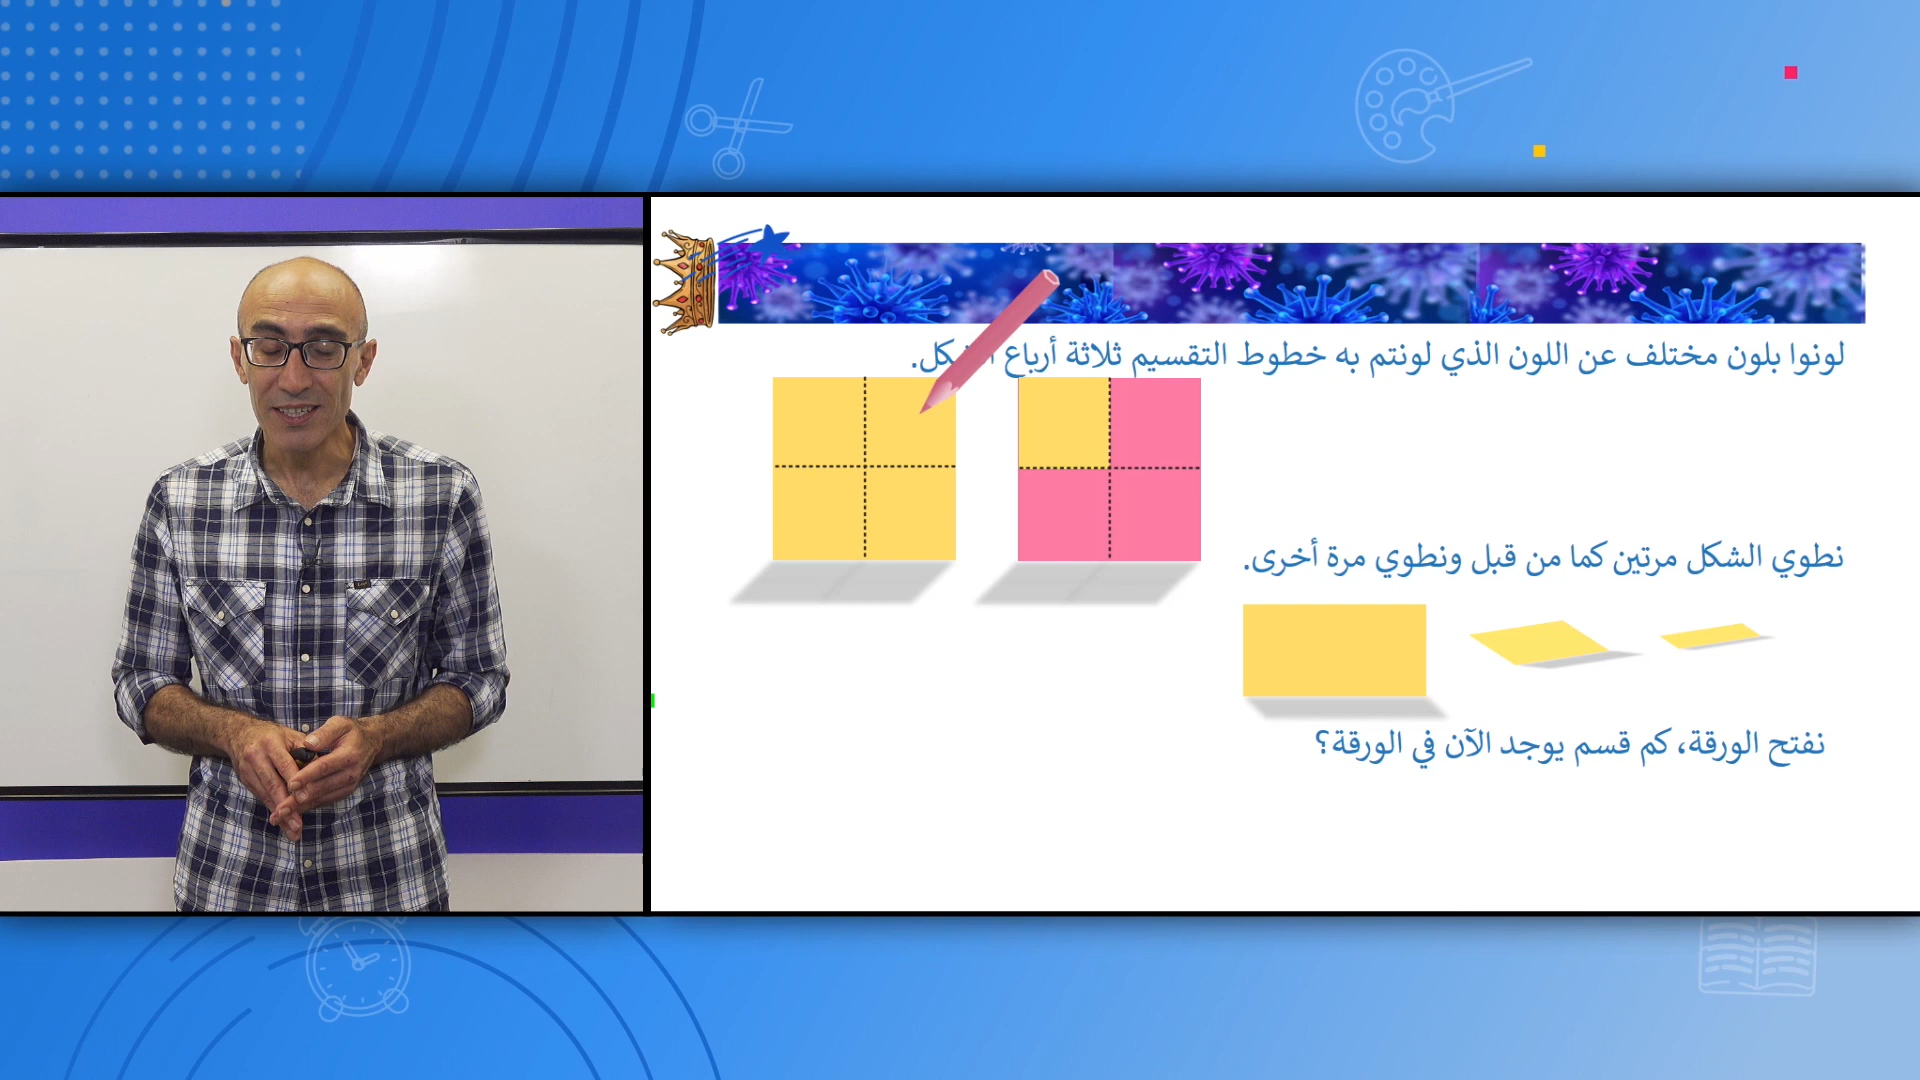 لونوا بلون مختلف عن اللون الذي لونتم به خطوط التقسيم ثلاثة أرباع الشكل.
نطوي الشكل مرتين كما من قبل ونطوي مرة أخرى.
نفتح الورقة، كم قسم يوجد الآن في الورقة؟